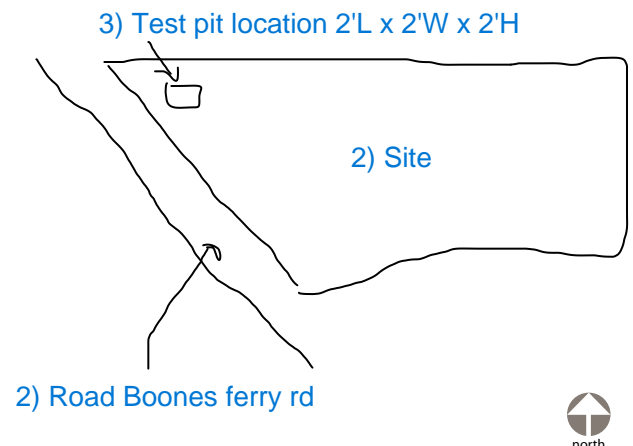 3) Test pit location 2'L x 2'W x 2'H
2) Site
2) Road Boones ferry rd
north